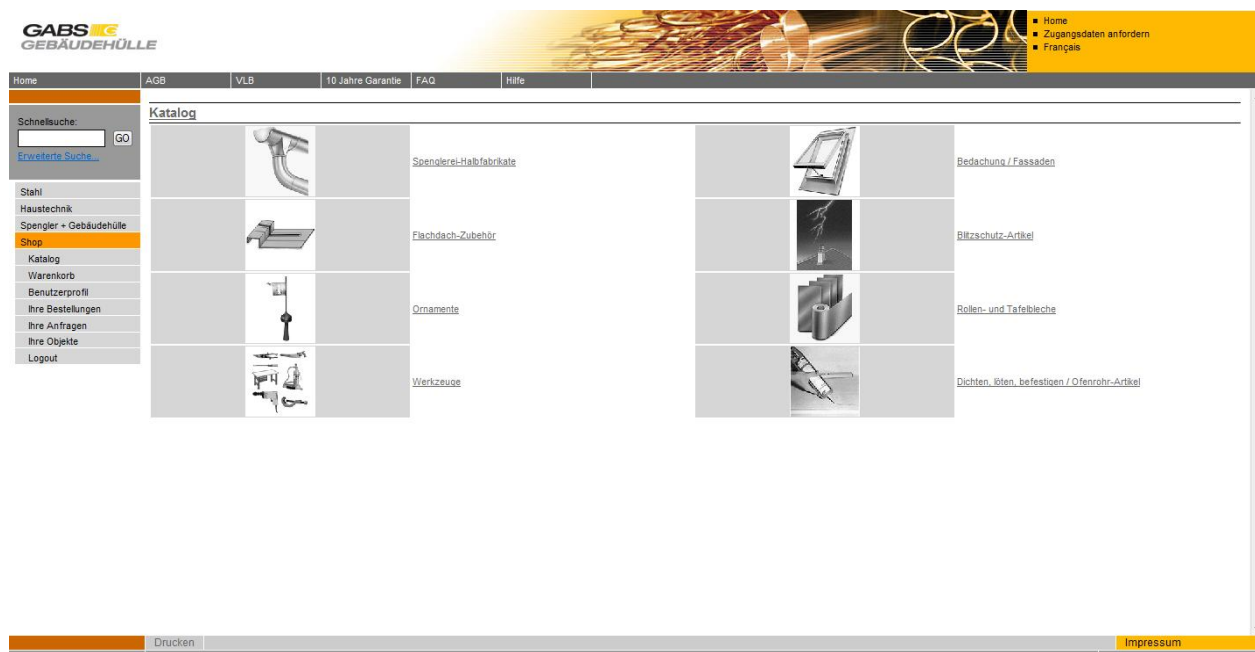 GABS G
GEBÄUDEHÜLLE
Home
Zugangsdaten anfordern
Français
Home AGB VLB 10 Jahre Garantie FAQ Hilfe
Schnellsuche:
GO
Erweiterte Suche...
Stahl
Haustechnik
Spengler + Gebäudehülle
Shop
Katalog
Warenkorb
Benutzerprofil
Ihre Bestellungen
Ihre Anfragen
Ihre Objekte
Logout
Katalog
Spenglerei-Halbfabrikate
Bedachung / Fassaden
Flachdach-Zubehör
Blitzschutz-Artikel
Ornamente
Rollen- und Tafelbleche
Werkzeuge
Dichten, löten, befestigen / Ofenrohr-Artikel
Drucken
Impressum